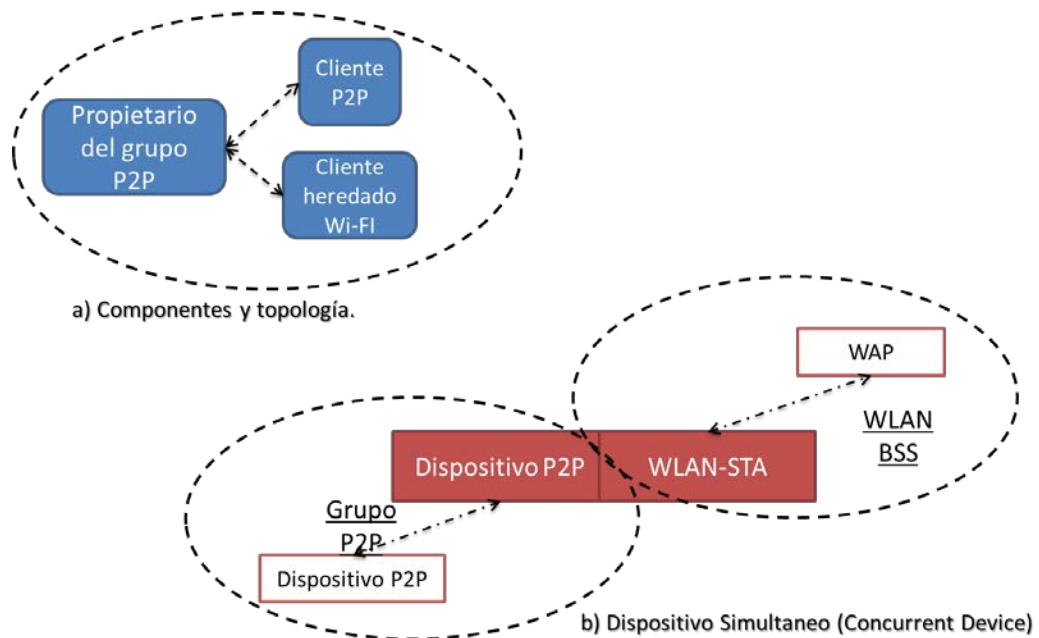 Propietario
del grupo
P2P
Cliente
P2P
Cliente
heredado
Wi-FI
a) Componentes y topología.
WAP
WLAN
BSS
Dispositivo P2P
WLAN-STA
Grupo
P2P
Dispositivo P2P
b) Dispositivo Simultaneo (Concurrent Device)